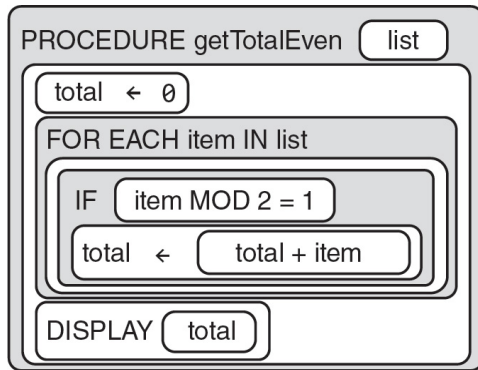 PROCEDURE getTotalEven list
total ← 0
FOR EACH item IN list
IF item MOD 2 = 1
total ← total + item
DISPLAY total